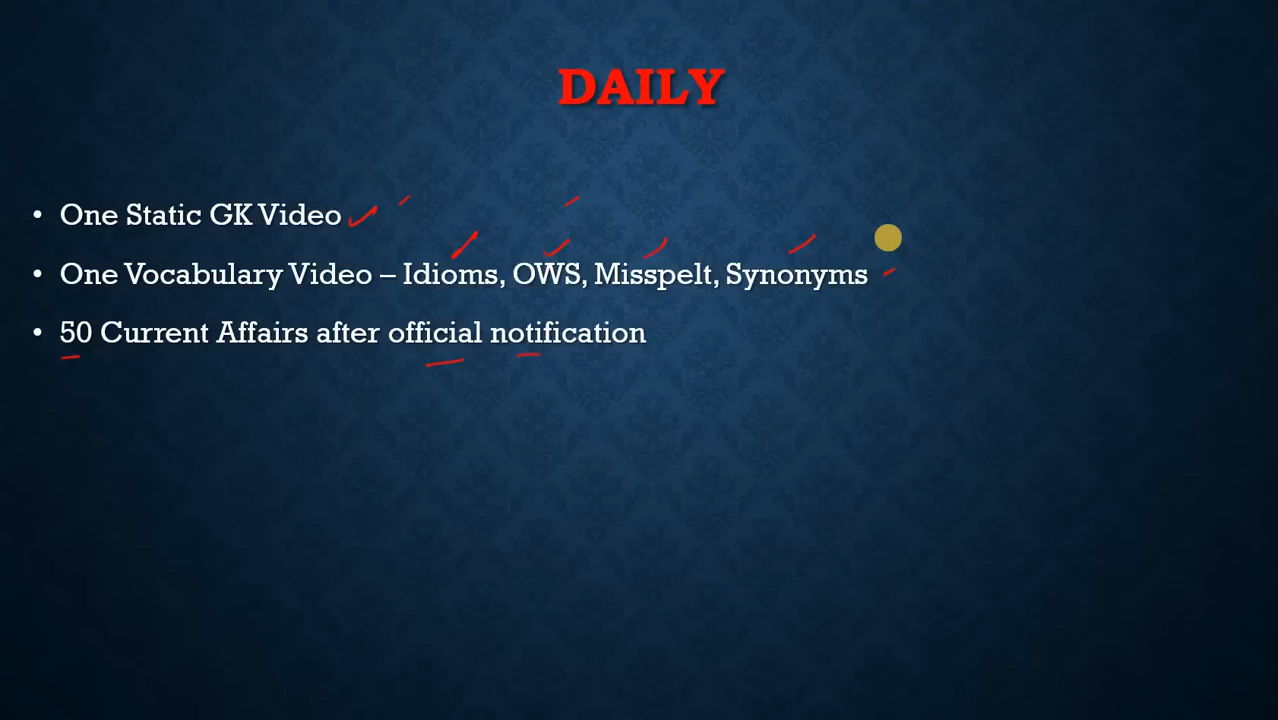 DAILY
• One Static GK Video
• One Vocabulary Video – Idioms, OWS, Misspelt, Synonyms
• 50 Current Affairs after official notification